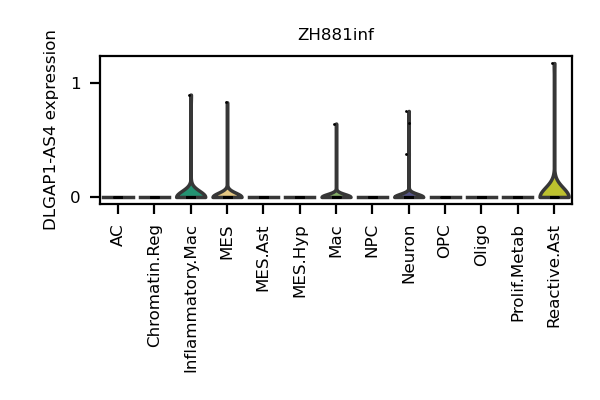 ZH881inf
DLGAP1-AS4 expression
1
0
AC
Chromatin.Reg
Inflammatory.Mac
MES
MES.Ast
MES.Hyp
Mac
NPC
Neuron
OPC
Oligo
Prolif.Metab
Reactive.Ast